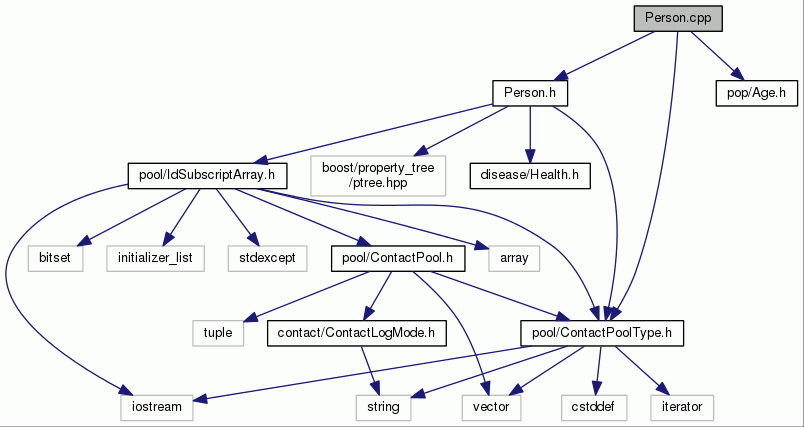 Person.cpp
Person.h
pop/Age.h
pool/IdSubscriptArray.h
boost/property_tree
/ptree.hpp
disease/Health.h
bitset
initializer_list
stdexcept
pool/ContactPool.h
array
tuple
contact/ContactLogMode.h
pool/ContactPoolType.h
iostream
string
vector
cstddef
iterator